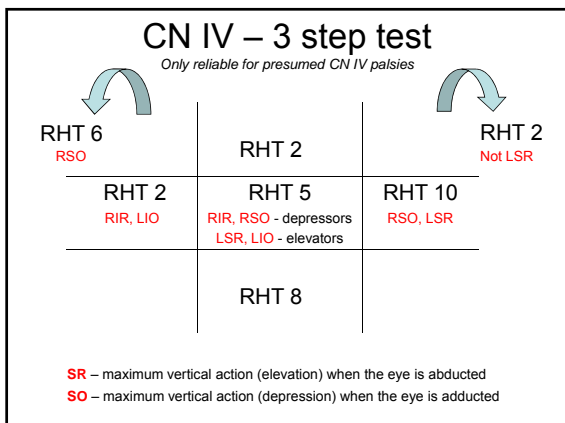 CN IV – 3 step test
Only reliable for presumed CN IV palsies
RHT 6
RSO
RHT 2
RHT 2
Not LSR
RHT 2
RIR, LIO
RHT 5
RIR, RSO - depressors
LSR, LIO - elevators
RHT 10
RSO, LSR
RHT 8
SR – maximum vertical action (elevation) when the eye is abducted
SO – maximum vertical action (depression) when the eye is adducted